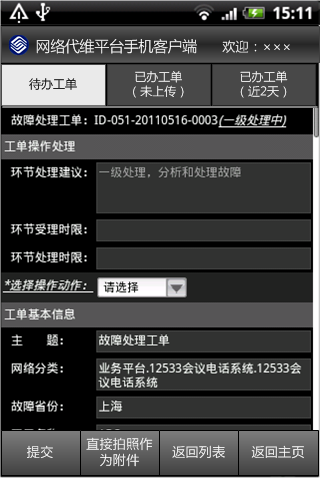 15:11
网络代维平台手机客户端 欢迎：×××
待办工单
已办工单
（未上传）
已办工单
（近2天）
故障处理工单：ID-051-20110516-0003(一级处理中)
工单操作处理
环节处理建议：
一级处理，分析和处理故障
环节受理时限：
环节处理时限：
*选择操作动作：
请选择
工单基本信息
主 题：
故障处理工单
网络分类：
业务平台.12533会议电话系统.12533会
议电话系统
故障省份：
上海
提交
直接拍照作
为附件
返回列表
返回主页